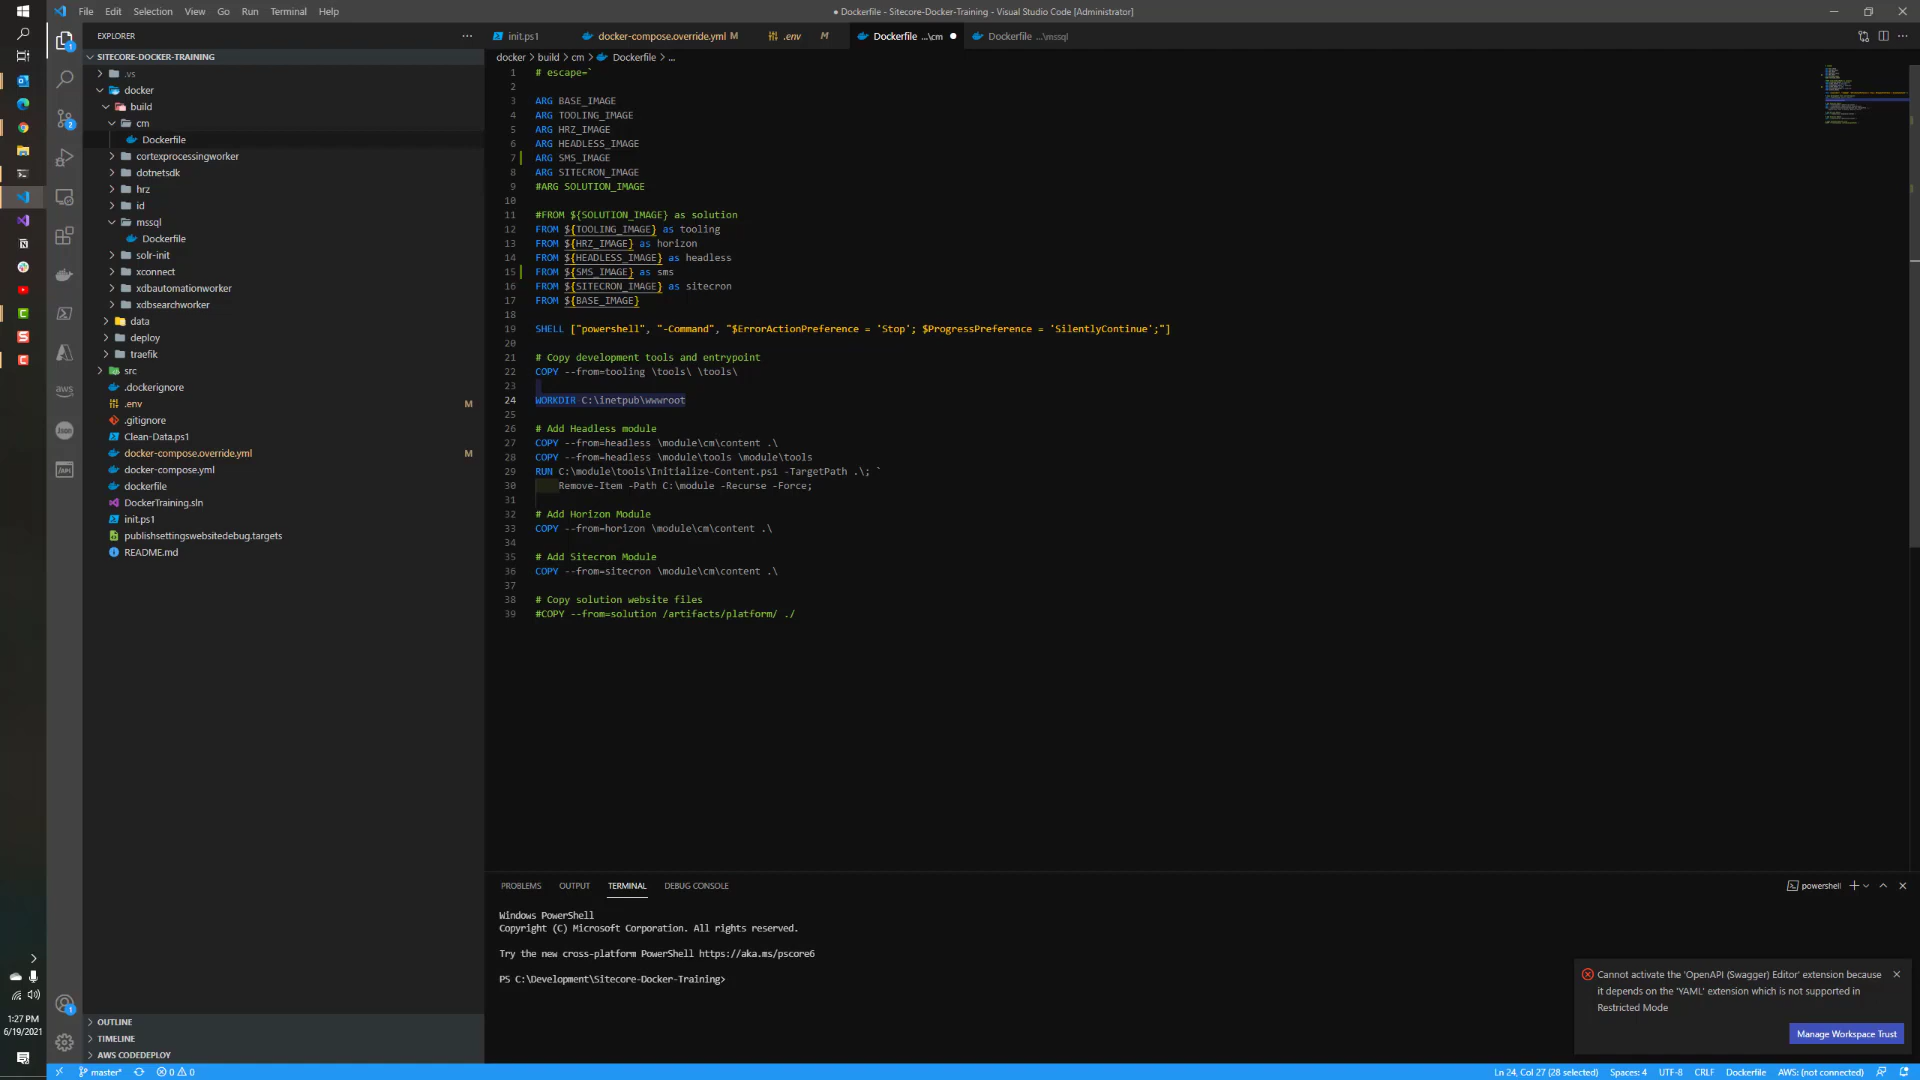 File Edit Selection View Go Run Terminal Help
● Dockerfile - Sitecore-Docker-Training - Visual Studio Code [Administrator]
EXPLORER
SITECORE-DOCKER-TRAINING
.vs
docker
build
cm
Dockerfile
cortexprocessingworker
dotnetsdk
hrz
id
mssql
Dockerfile
solr-init
xconnect
xdbautomationworker
xdbsearchworker
data
deploy
traefik
src
.dockerignore
.env M
.gitignore
Clean-Data.ps1
docker-compose.override.yml M
docker-compose.yml
dockerfile
DockerTraining.sln
init.ps1
publishsettingswebsitedebug.targets
README.md
OUTLINE
TIMELINE
AWS CODEDEPLOY
init.ps1 docker-compose.override.yml M .env M Dockerfile ...\cm ● Dockerfile ...\mssql
docker > build > cm > Dockerfile > ...
1 # escape=`
2
3 ARG BASE_IMAGE
4 ARG TOOLING_IMAGE
5 ARG HRZ_IMAGE
6 ARG HEADLESS_IMAGE
7 ARG SMS_IMAGE
8 ARG SITECRON_IMAGE
9 #ARG SOLUTION_IMAGE
10
11 #FROM ${SOLUTION_IMAGE} as solution
12 FROM ${TOOLING_IMAGE} as tooling
13 FROM ${HRZ_IMAGE} as horizon
14 FROM ${HEADLESS_IMAGE} as headless
15 FROM ${SMS_IMAGE} as sms
16 FROM ${SITECRON_IMAGE} as sitecron
17 FROM ${BASE_IMAGE}
18
19 SHELL ["powershell", "-Command", "$ErrorActionPreference = 'Stop'; $ProgressPreference = 'SilentlyContinue';"]
20
21 # Copy development tools and entrypoint
22 COPY --from=tooling \tools\ \tools\
23
24 WORKDIR C:\inetpub\wwwroot
25
26 # Add Headless module
27 COPY --from=headless \module\cm\content .\
28 COPY --from=headless \module\tools \module\tools
29 RUN C:\module\tools\Initialize-Content.ps1 -TargetPath .\; `
30 Remove-Item -Path C:\module -Recurse -Force;
31
32 # Add Horizon Module
33 COPY --from=horizon \module\cm\content .\
34
35 # Add Sitecron Module
36 COPY --from=sitecron \module\cm\content .\
37
38 # Copy solution website files
39 #COPY --from=solution /artifacts/platform/ ./
PROBLEMS OUTPUT TERMINAL DEBUG CONSOLE
powershell
Windows PowerShell
Copyright (C) Microsoft Corporation. All rights reserved.
Try the new cross-platform PowerShell https://aka.ms/pscore6
PS C:\Development\Sitecore-Docker-Training>
Cannot activate the 'OpenAPI (Swagger) Editor' extension because
it depends on the 'YAML' extension which is not supported in
Restricted Mode
Manage Workspace Trust
aws
Json
/API
1
2
1
1:27 PM
6/19/2021
master* 0 0
Ln 24, Col 27 (28 selected) Spaces: 4 UTF-8 CRLF Dockerfile AWS: (not connected)